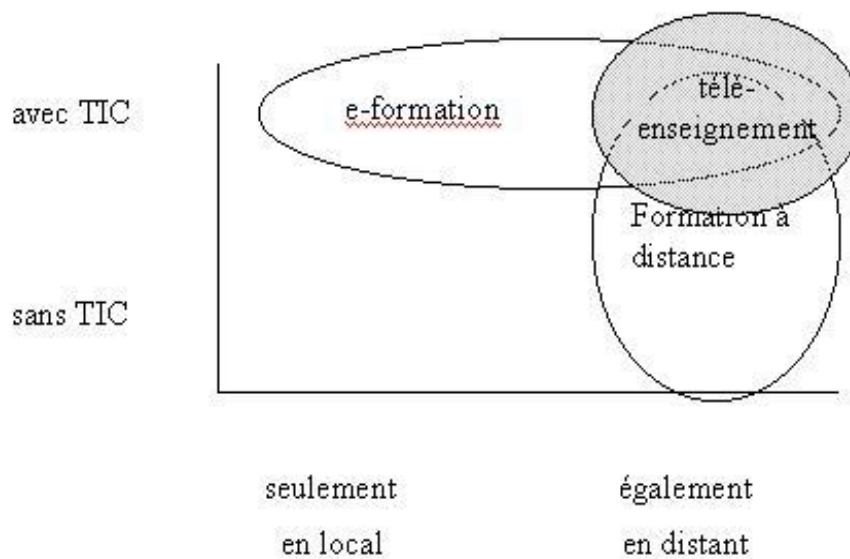 avec TIC
e-formation
télé-
enseignement
Formation à
distance
sans TIC
seulement
en local
également
en distant